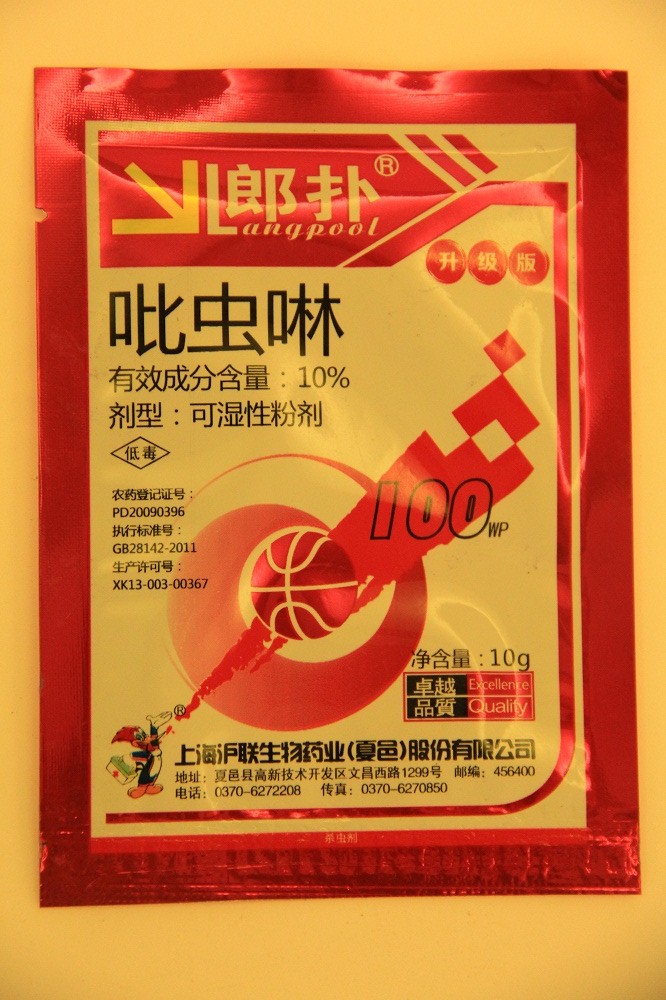 郎扑®
Langpool
升级版
吡虫啉
有效成分含量：10%
剂型：可湿性粉剂
低毒
农药登记证号：
PD20090396
执行标准号：
GB28142-2011
生产许可号：
XK13-003-00367
100WP
净含量：10g
卓越 Excellence
品質 Quality
®
上海沪联生物药业（夏邑）股份有限公司
地址：夏邑县高新技术开发区文昌西路1299号 邮编：456400
电话：0370-6272208 传真：0370-6270850
杀虫剂